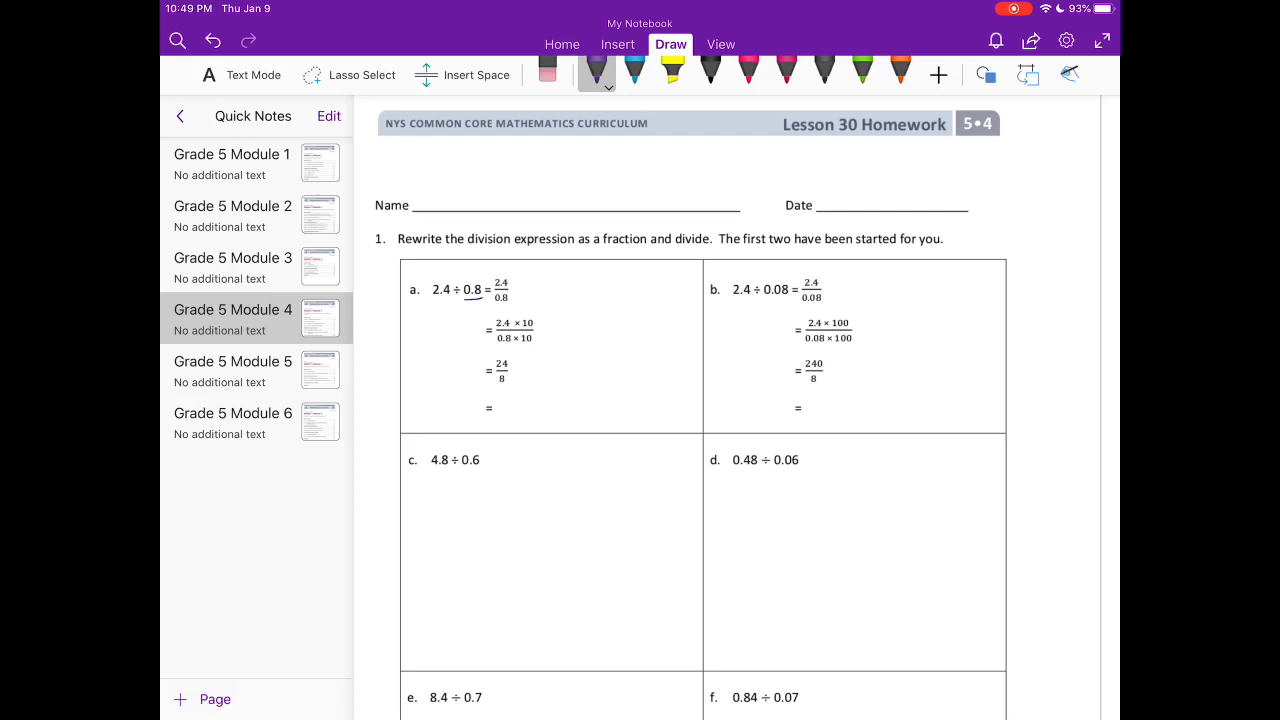 10:49 PM Thu Jan 9
93%
My Notebook
Home Insert Draw View
Text Mode Lasso Select Insert Space
Quick Notes Edit
Grade 5 Module 1
No additional text
Grade 5 Module 2
No additional text
Grade 5 Module 3
No additional text
Grade 5 Module 4
No additional text
Grade 5 Module 5
No additional text
Grade 5 Module 6
No additional text
+ Page
NYS COMMON CORE MATHEMATICS CURRICULUM Lesson 30 Homework 5•4
Name Date
1. Rewrite the division expression as a fraction and divide. The first two have been started for you.
a. 2.4 ÷ 0.8 = 2.4/0.8
= 2.4 × 10/0.8 × 10
= 24/8
=
b. 2.4 ÷ 0.08 = 2.4/0.08
= 2.4 × 100/0.08 × 100
= 240/8
=
c. 4.8 ÷ 0.6
d. 0.48 ÷ 0.06
e. 8.4 ÷ 0.7
f. 0.84 ÷ 0.07